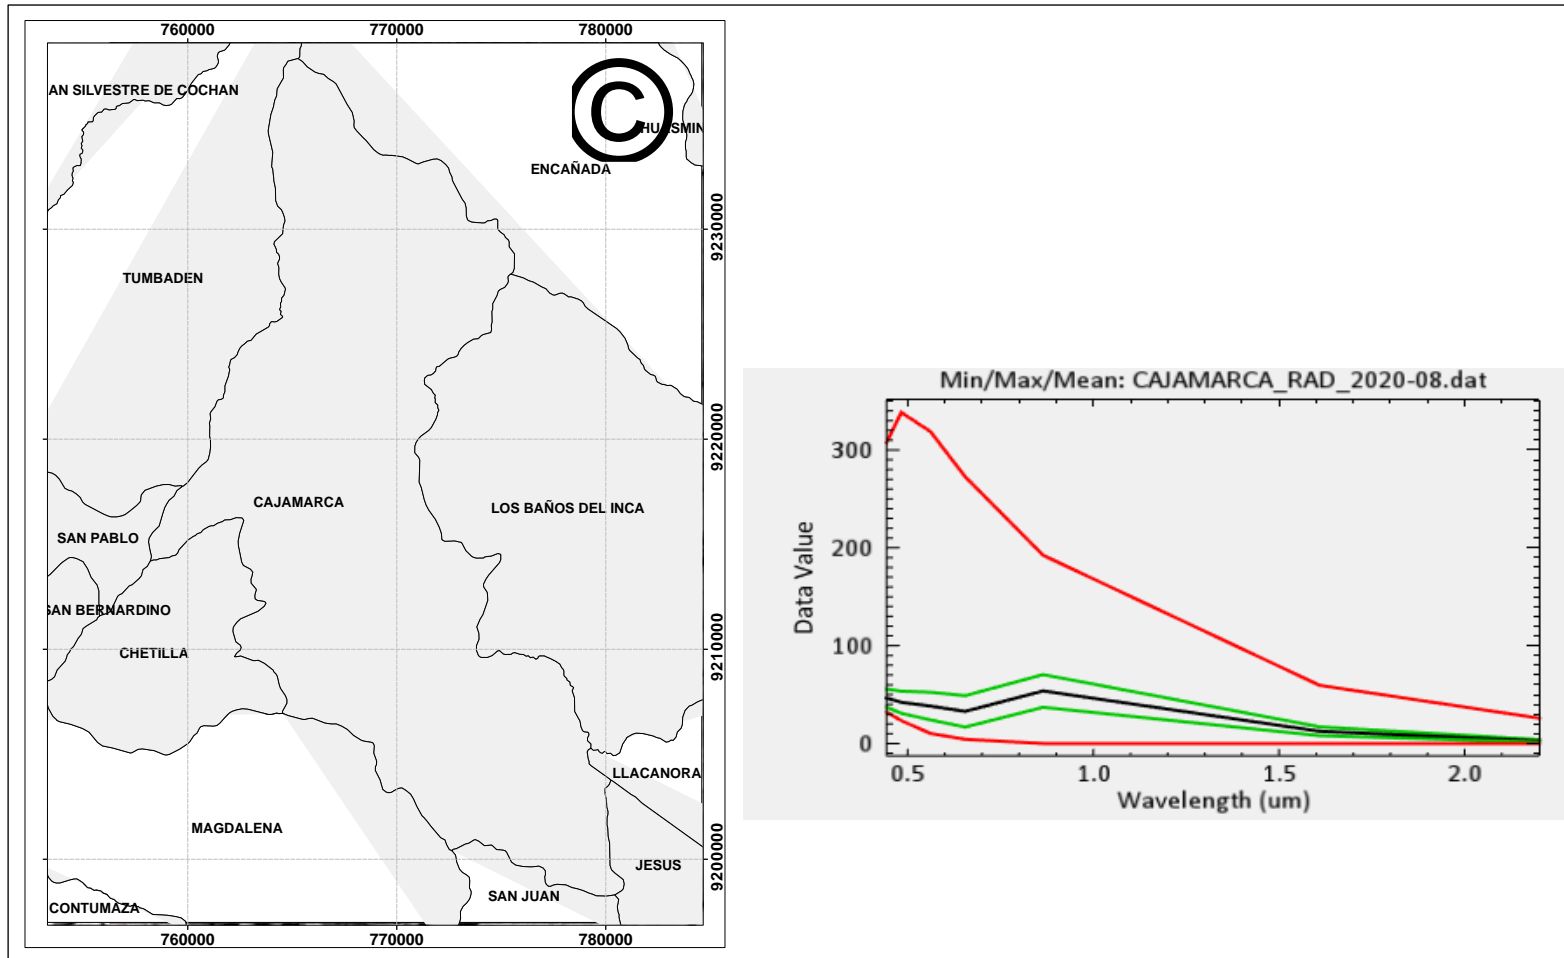 760000
770000
780000
AN SILVESTRE DE COCHAN
©
HUASMIN
ENCAÑADA
9230000
TUMBADEN
9220000
CAJAMARCA
LOS BAÑOS DEL INCA
SAN PABLO
SAN BERNARDINO
CHETILLA
9210000
LLACANORA
MAGDALENA
9200000
JESUS
SAN JUAN
CONTUMAZA
760000
770000
780000
Min/Max/Mean: CAJAMARCA_RAD_2020-08.dat
Data Value
300
200
100
0
0.5
1.0
1.5
2.0
Wavelength (um)